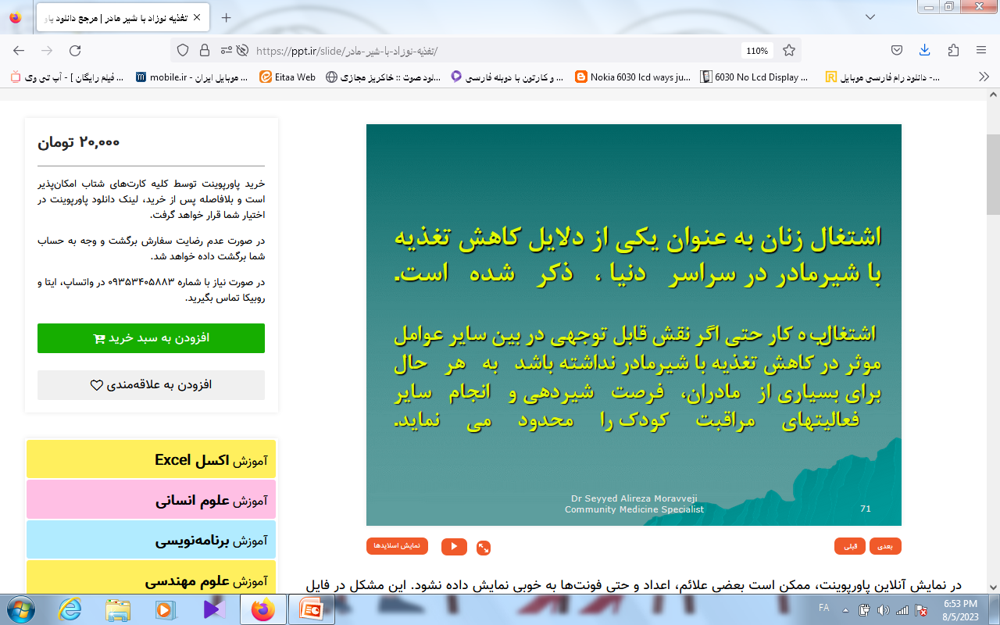 تغذیه نوزاد با شیر مادر | مرجع دانلود پاو
https://ppt.ir/slide/تغذیه-نوزاد-با-شیر-مادر/
110%
... فیلم رایگان ] - آپ تی وی
mobile.ir - موبایل ایران ...
Eitaa Web
...لود صوت :: خاکریز مجازی
... و کارتون با دوبله فارسی
Nokia 6030 lcd ways ju...
6030 No Lcd Display ...
...- دانلود رام فارسی موبایل
۲۰,۰۰۰ تومان
خرید پاورپوینت توسط کلیه کارت‌های شتاب امکان‌پذیر
است و بلافاصله پس از خرید، لینک دانلود پاورپوینت در
اختیار شما قرار خواهد گرفت.
در صورت عدم رضایت سفارش برگشت و وجه به حساب
شما برگشت داده خواهد شد.
در صورت نیاز با شماره ۰۹۳۵۳۴۰۵۸۸۳ در واتساپ، ایتا و
روبیکا تماس بگیرید.
افزودن به سبد خرید
افزودن به علاقه‌مندی
آموزش اکسل Excel
آموزش علوم انسانی
آموزش برنامه‌نویسی
آموزش علوم مهندسی
اشتغال زنان به عنوان یکی از دلایل کاهش تغذیه
با شیرمادر در سراسر دنیا ، ذکر شده است.
اشتغال به کار حتی اگر نقش قابل توجهی در بین سایر عوامل
موثر در کاهش تغذیه با شیرمادر نداشته باشد به هر حال
برای بسیاری از مادران، فرصت شیردهی و انجام سایر
فعالیتهای مراقبت کودک را محدود می نماید.
Dr Seyyed Alireza Moravveji
Community Medicine Specialist
71
نمایش اسلایدها
قبلی
بعدی
در نمایش آنلاین پاورپوینت، ممکن است بعضی علائم، اعداد و حتی فونت‌ها به خوبی نمایش داده نشود. این مشکل در فایل
FA
6:53 PM
8/5/2023